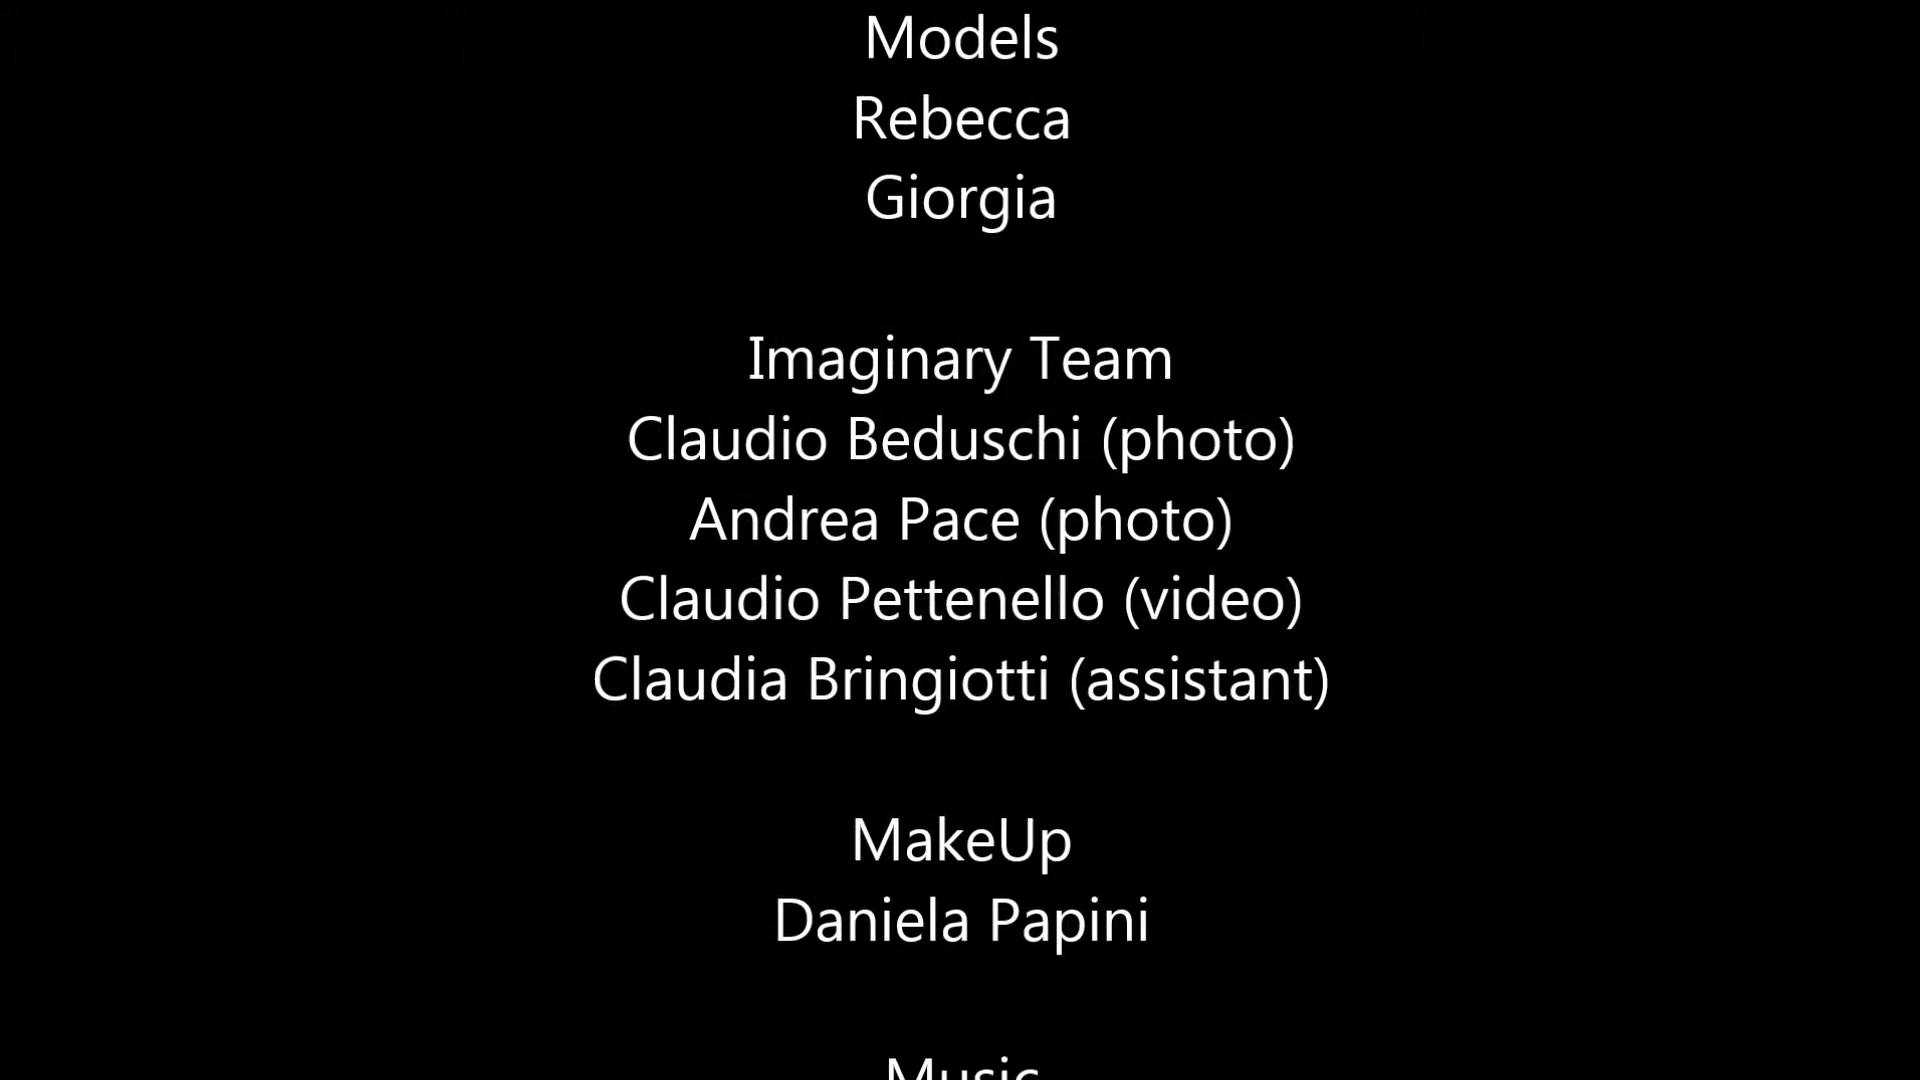 Models
Rebecca
Giorgia
Imaginary Team
Claudio Beduschi (photo)
Andrea Pace (photo)
Claudio Pettenello (video)
Claudia Bringiotti (assistant)
MakeUp
Daniela Papini
Music